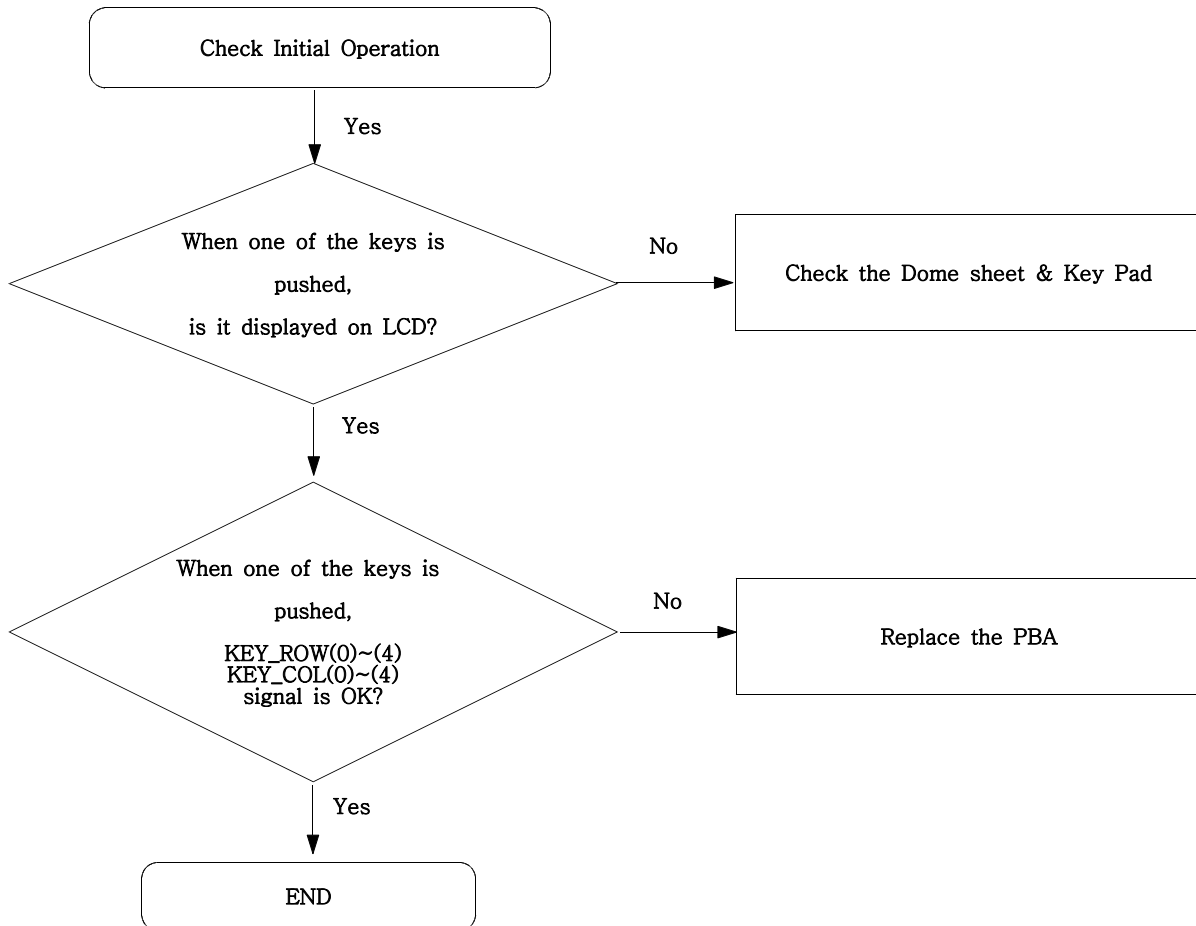 Check Initial Operation
Yes
When one of the keys is
pushed,
is it displayed on LCD?
No
Check the Dome sheet & Key Pad
Yes
When one of the keys is
pushed,
KEY_ROW(0)~(4)
KEY_COL(0)~(4)
signal is OK?
No
Replace the PBA
Yes
END